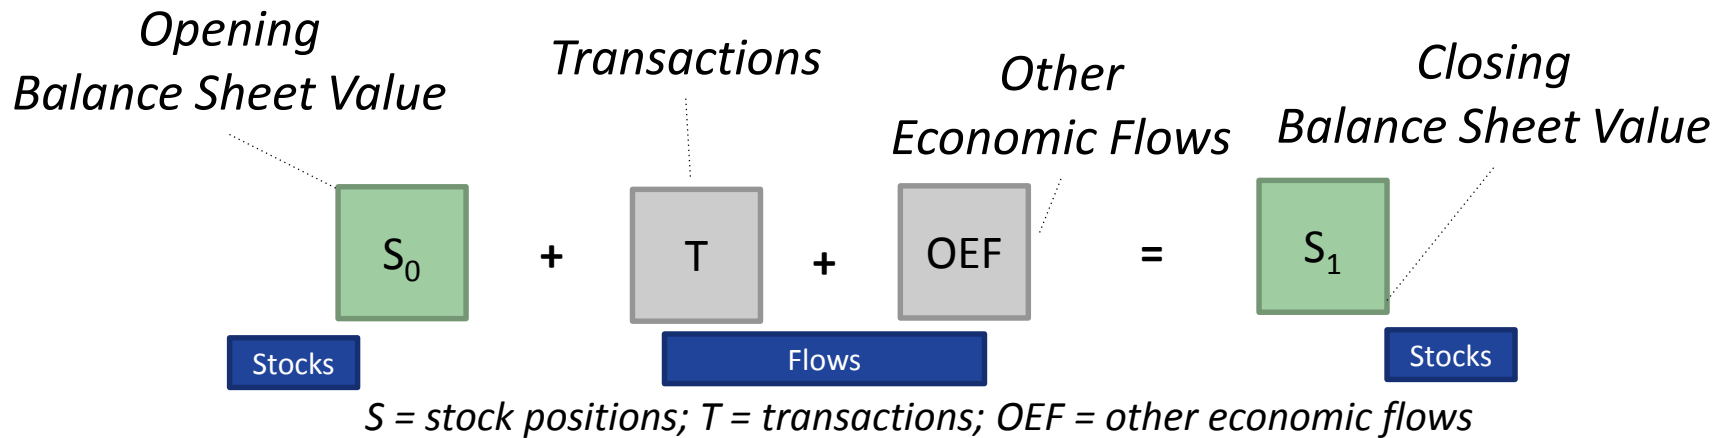 Opening
Balance Sheet Value
Transactions
Other
Economic Flows
Closing
Balance Sheet Value
S₀ + T + OEF = S₁
Stocks
Flows
Stocks
S = stock positions; T = transactions; OEF = other economic flows